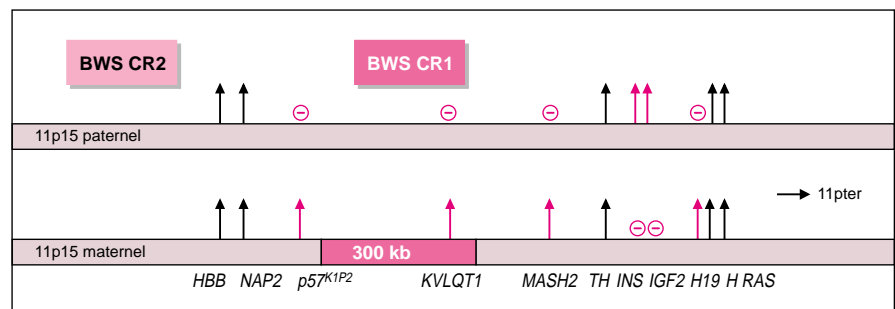 BWS CR2 BWS CR1
11p15 paternel
11pter
11p15 maternel 300 kb
HBB NAP2 p57K1P2 KVLQT1 MASH2 TH INS IGF2 H19 H RAS